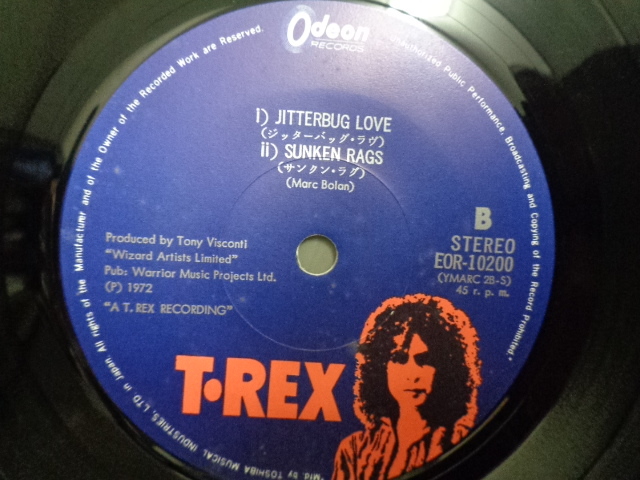 Odeon
RECORDS
i) JITTERBUG LOVE
(ジッターバッグ・ラヴ)
ii) SUNKEN RAGS
(サンクン・ラグ)
(Marc Bolan)
B
STEREO
EOR-10200
(YMARC 2B-S)
45 r. p. m.
Produced by Tony Visconti
"Wizard Artists Limited"
Pub: Warrior Music Projects Ltd.
(P) 1972
"A T. REX RECORDING"
T·REX
"Mfd. by TOSHIBA MUSICAL INDUSTRIES, LTD. in Japan All rights of the Manufacturer and of the Owner of the Recorded Work are Reserved.
Authorized Public Performance, Broadcasting and Copying of the Record Prohibited."